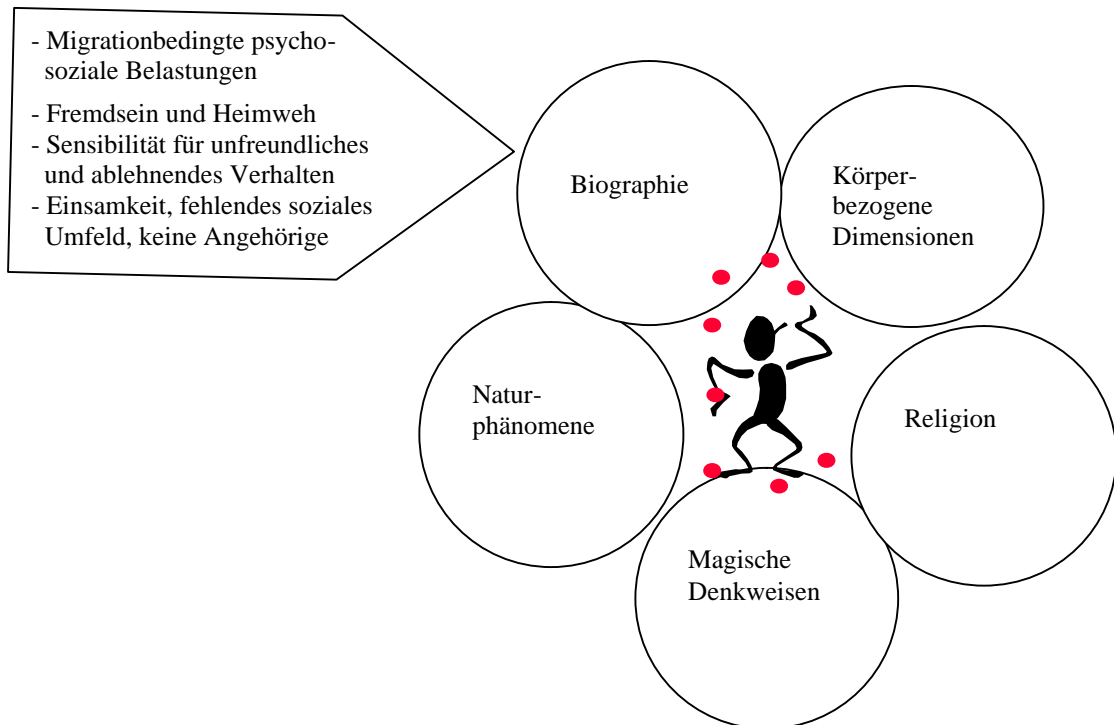 - Migrationbedingte psycho-
soziale Belastungen
- Fremdsein und Heimweh
- Sensibilität für unfreundliches
und ablehnendes Verhalten
- Einsamkeit, fehlendes soziales
Umfeld, keine Angehörige
Biographie
Körper-
bezogene
Dimensionen
Natur-
phänomene
Religion
Magische
Denkweisen